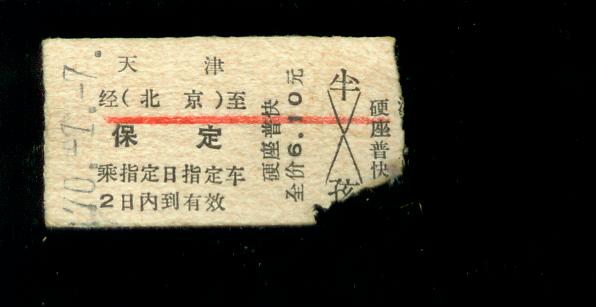 天津
经(北京)至
保定
乘指定日指定车
2日内到有效
硬座普快
全价6.10元
半
孩
硬座普快